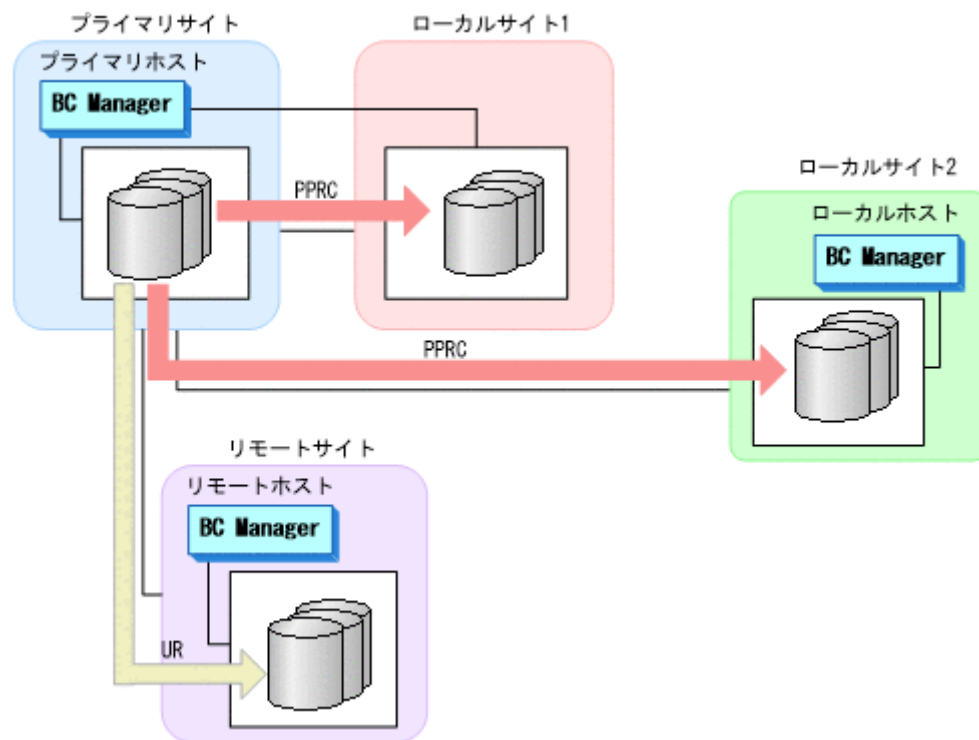 プライマリサイト
ローカルサイト1
プライマリホスト
BC Manager
PPRC
ローカルサイト2
ローカルホスト
BC Manager
PPRC
リモートサイト
リモートホスト
BC Manager
UR